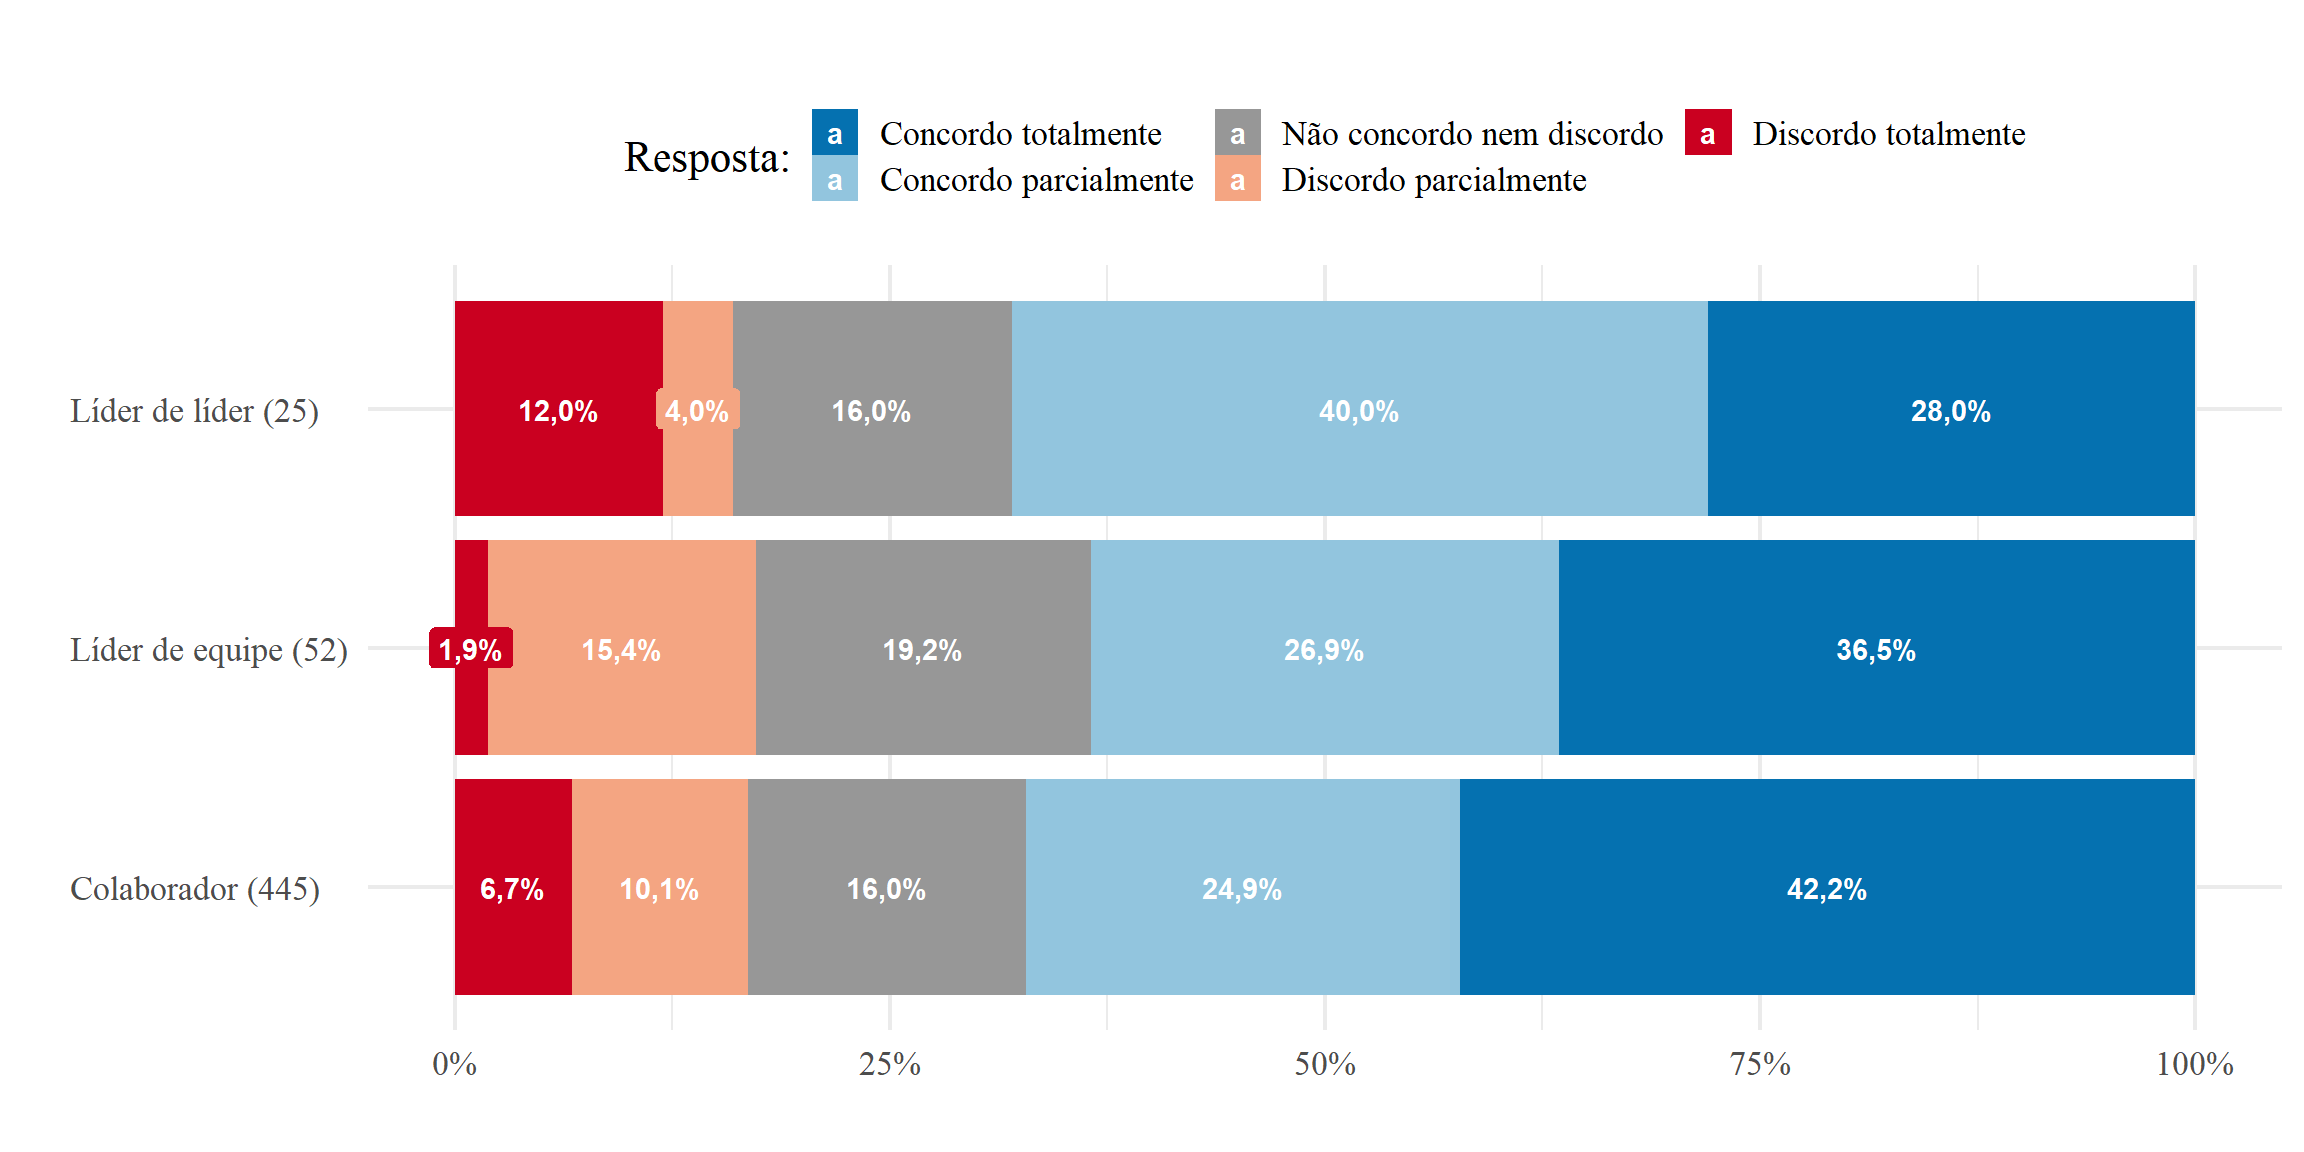 Resposta:
a Concordo totalmente
a Concordo parcialmente
a Não concordo nem discordo
a Discordo parcialmente
a Discordo totalmente
Líder de líder (25)
12,0% 4,0% 16,0% 40,0% 28,0%
Líder de equipe (52)
1,9% 15,4% 19,2% 26,9% 36,5%
Colaborador (445)
6,7% 10,1% 16,0% 24,9% 42,2%
0% 25% 50% 75% 100%